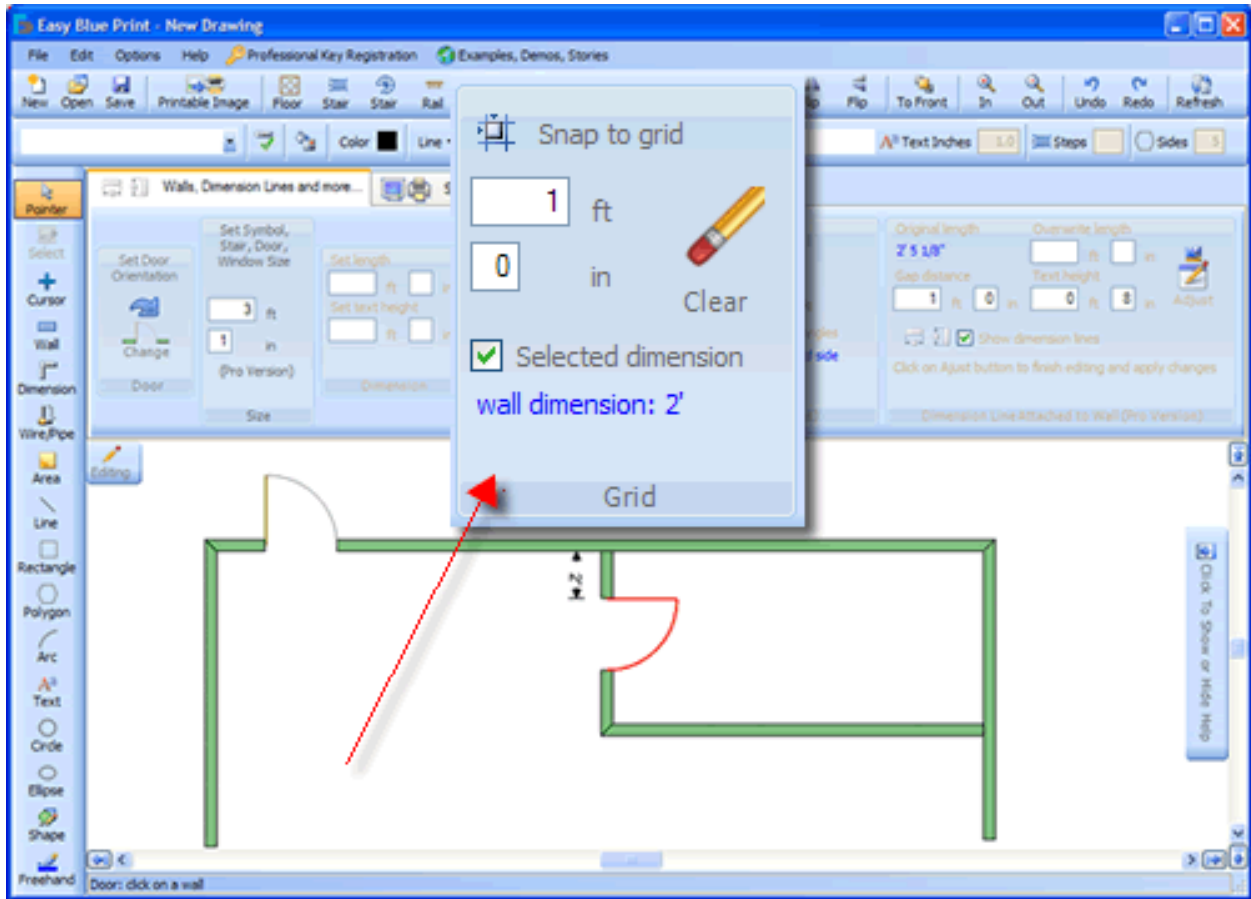 Easy Blue Print - New Drawing
File Edit Options Help Professional Key Registration Examples, Demos, Stories
New Open Save Printable Image Floor Stair Stair Rail Flip To Front In Out Undo Redo Refresh
Color Line Text Inches 1.0 Steps Sides 5
Walls, Dimension Lines and more...
Pointer
Select
Cursor
Wall
Dimension
Wire/Pipe
Area
Line
Rectangle
Polygon
Arc
Text
Circle
Ellipse
Shape
Freehand
Set Door
Orientation
Change
Door
Set Symbol,
Stair, Door,
Window Size
3 ft
1 in
(Pro Version)
Size
Set length
ft
Set text height
ft
Dimension
Snap to grid
1 ft
0 in
Clear
Selected dimension
wall dimension: 2'
Grid
side
Original length Overwrite length
2' 5 1/8" ft in
Gap distance Text height
1 ft 0 in 0 ft 8 in Adjust
Show dimension lines
Click on Ajust button to finish editing and apply changes
Dimension Line Attached to Wall (Pro Version)
Editing
2'
Click To Show or Hide Help
Door: click on a wall